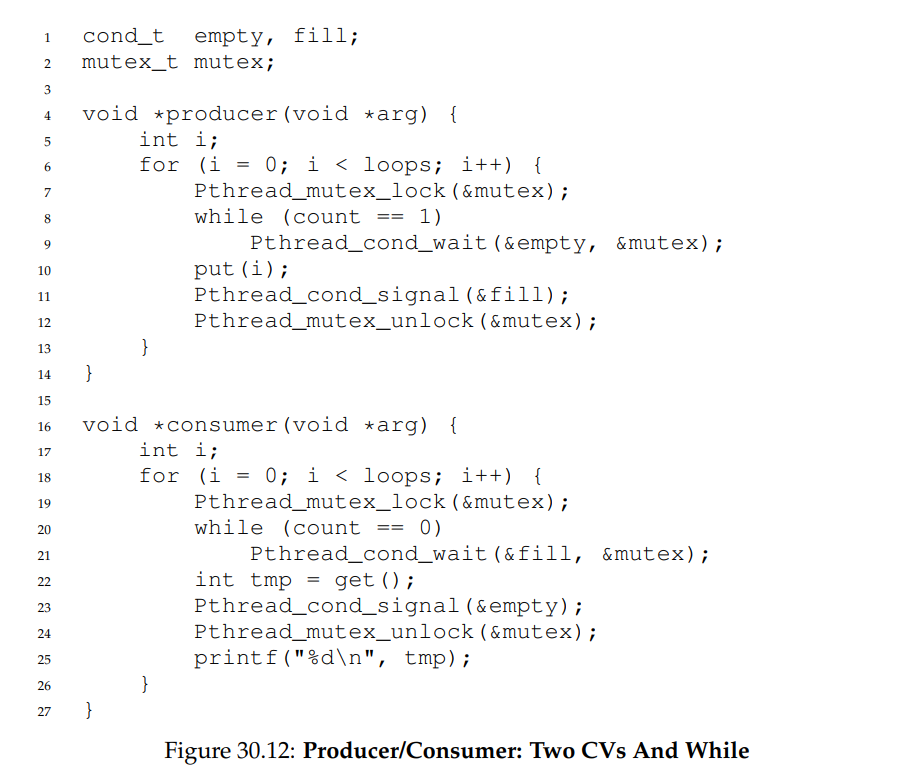 1 cond_t  empty, fill;
2 mutex_t mutex;
3
4 void *producer(void *arg) {
5     int i;
6     for (i = 0; i < loops; i++) {
7         Pthread_mutex_lock(&mutex);
8         while (count == 1)
9             Pthread_cond_wait(&empty, &mutex);
10         put(i);
11         Pthread_cond_signal(&fill);
12         Pthread_mutex_unlock(&mutex);
13     }
14 }
15
16 void *consumer(void *arg) {
17     int i;
18     for (i = 0; i < loops; i++) {
19         Pthread_mutex_lock(&mutex);
20         while (count == 0)
21             Pthread_cond_wait(&fill, &mutex);
22         int tmp = get();
23         Pthread_cond_signal(&empty);
24         Pthread_mutex_unlock(&mutex);
25         printf("%d\n", tmp);
26     }
27 }
Figure 30.12: Producer/Consumer: Two CVs And While